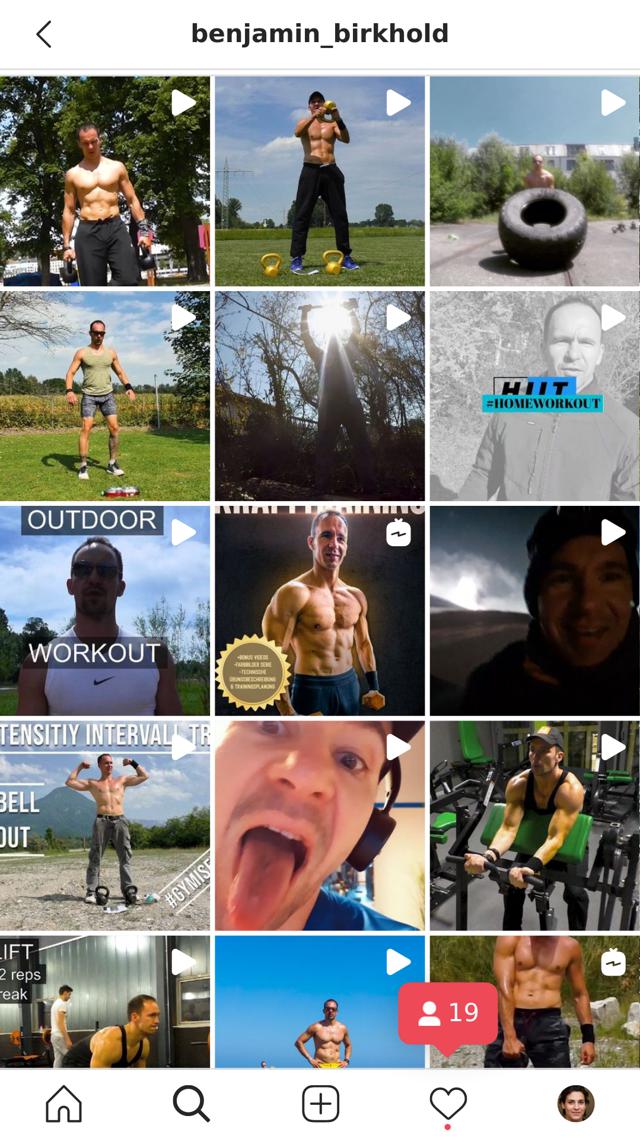 benjamin_birkhold
HIIT
#HOMEWORKOUT
OUTDOOR
WORKOUT
KRAFTTRAINING
•BONUS VIDEOS
•FARBBILDER SERIE
•TECHNISCHE
ÜBUNGSBESCHREIBUNG
& TRAININGSPLANUNG
TENSITIY INTERVALL TR
BELL
OUT
#GYMISE
LIFT
2 reps
reak
19